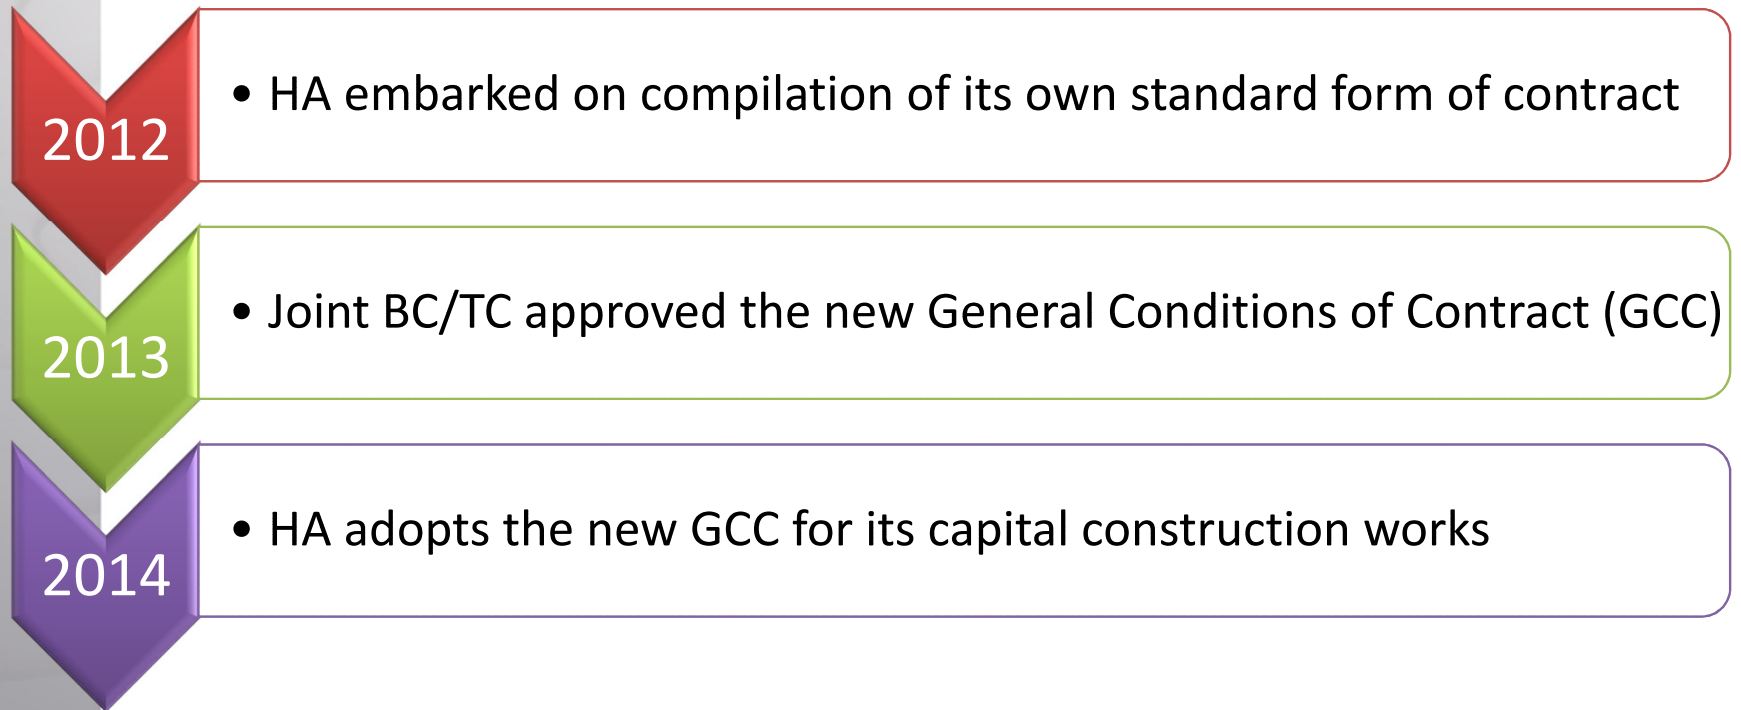 2012
• HA embarked on compilation of its own standard form of contract
2013
• Joint BC/TC approved the new General Conditions of Contract (GCC)
2014
• HA adopts the new GCC for its capital construction works